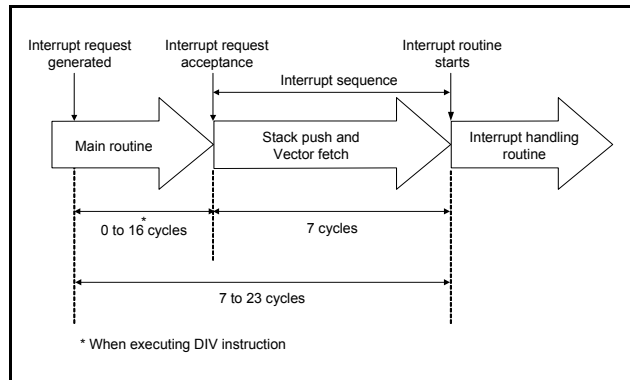 Interrupt request
generated
Interrupt request
acceptance
Interrupt routine
starts
Interrupt sequence
Main routine
Stack push and
Vector fetch
Interrupt handling
routine
*
0 to 16 cycles
7 cycles
7 to 23 cycles
* When executing DIV instruction